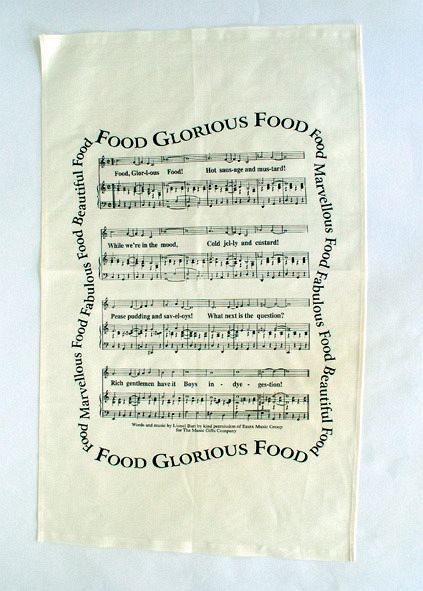 FOOD GLORIOUS FOOD
Food, Glor-i-ous Food! Hot saus-age and mus-tard!
While we're in the mood, Cold jel-ly and custard!
Pease pudding and sav-el-oys! What next is the question?
Rich gentlemen have it Boys in - dye - ges-tion!
Words and music by Lionel Bart by kind permission of Essex Music Group
for The Music Gifts Company
FOOD GLORIOUS FOOD
Food Marvellous Food Fabulous Food Beautiful Food
Food Marvellous Food Fabulous Food Beautiful Food